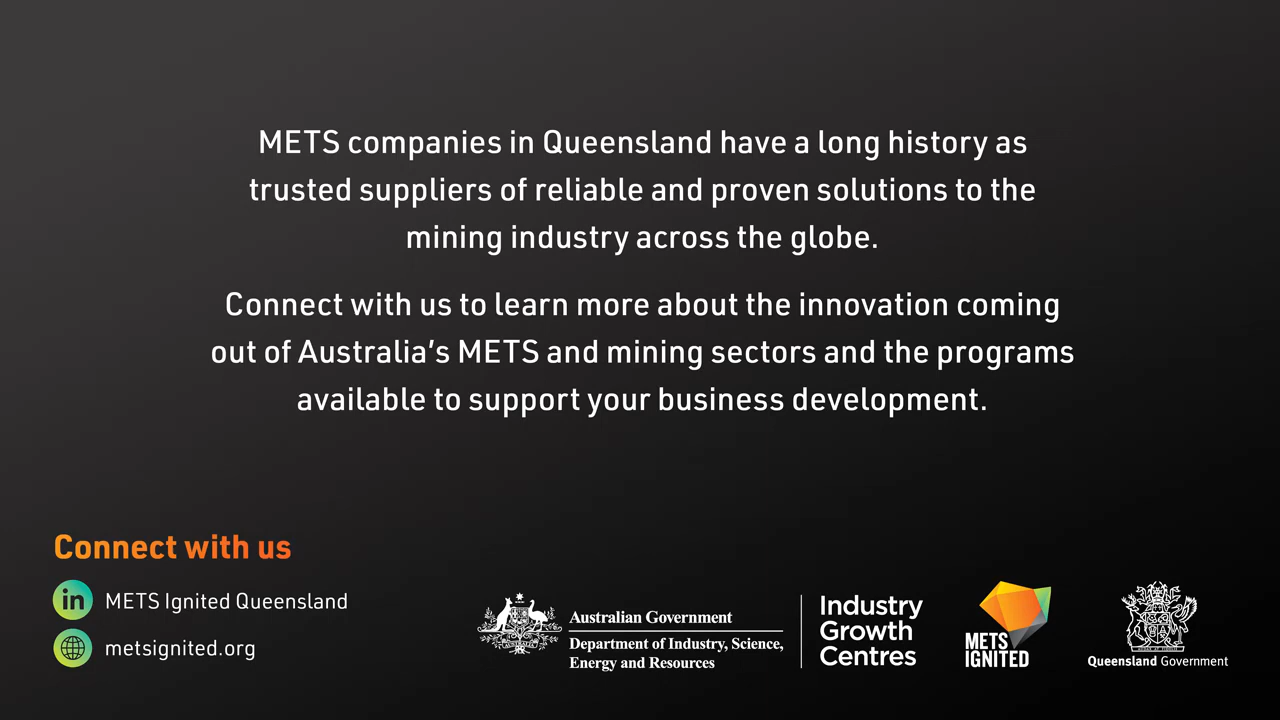 METS companies in Queensland have a long history as
trusted suppliers of reliable and proven solutions to the
mining industry across the globe.
Connect with us to learn more about the innovation coming
out of Australia's METS and mining sectors and the programs
available to support your business development.
Connect with us
in METS Ignited Queensland
metsignited.org
Australian Government
Department of Industry, Science,
Energy and Resources
Industry
Growth
Centres
METS
IGNITED
Queensland Government